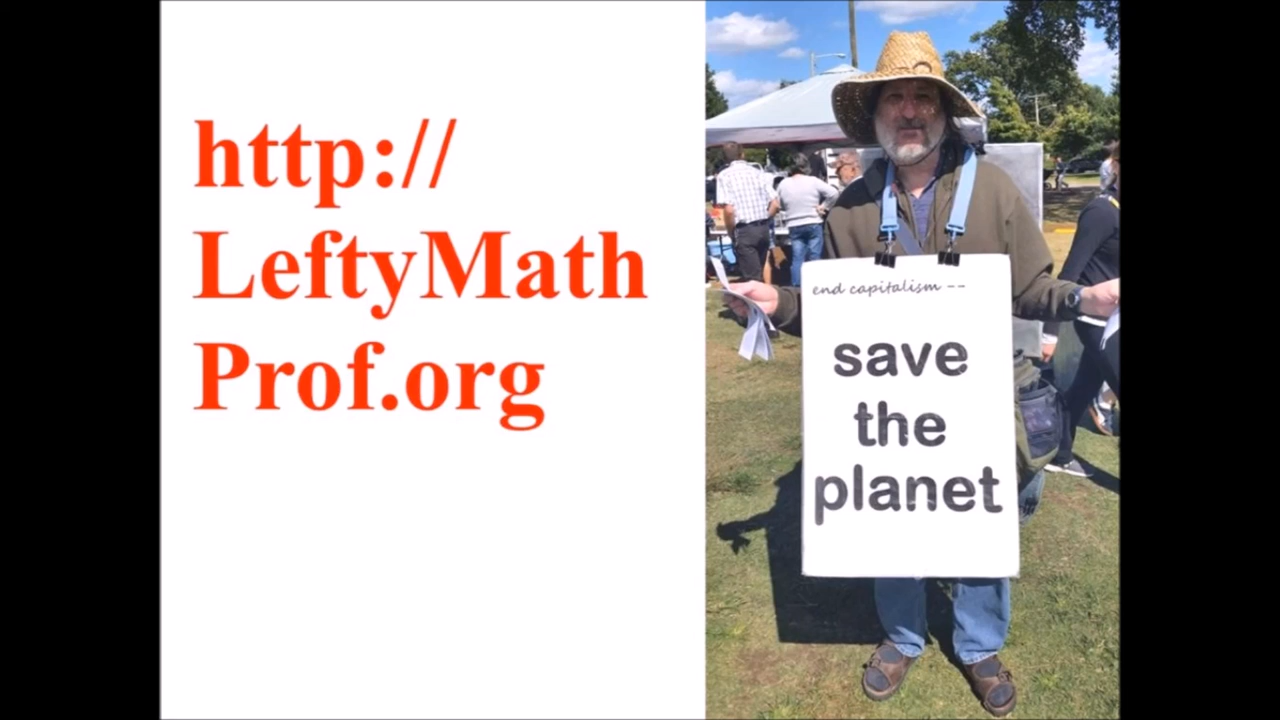 http://
LeftyMath
Prof.org
end capitalism --
save
the
planet